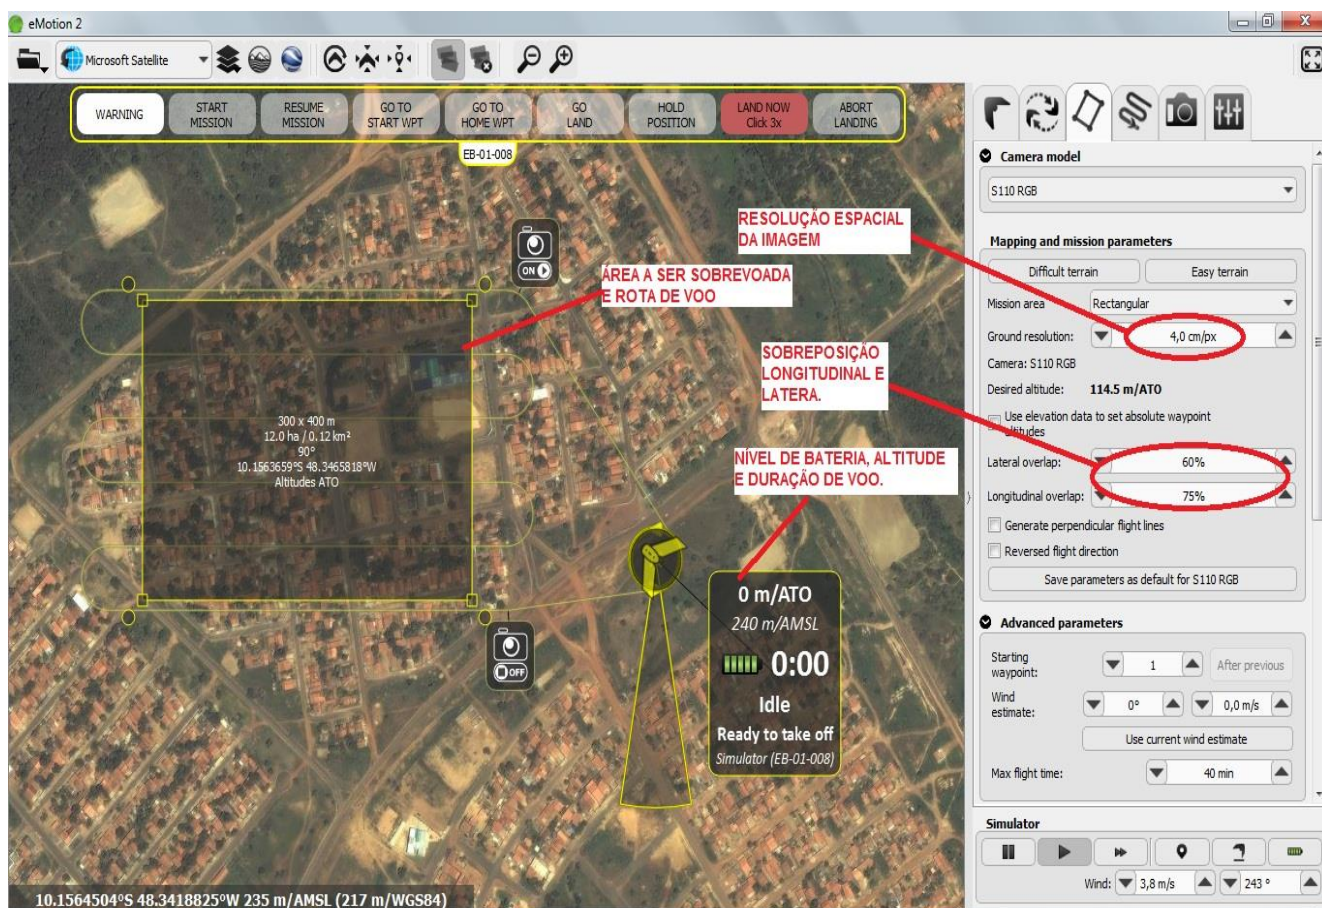 eMotion 2
Microsoft Satellite
WARNING
START
MISSION
RESUME
MISSION
GO TO
START WPT
GO TO
HOME WPT
GO
LAND
HOLD
POSITION
LAND NOW
Click 3x
ABORT
LANDING
EB-01-008
ON
RESOLUÇÃO ESPACIAL
DA IMAGEM
ÁREA A SER SOBREVOADA
E ROTA DE VOO
SOBREPOSIÇÃO
LONGITUDINAL E
LATERA.
300 x 400 m
12.0 ha / 0.12 km²
90°
10.1563659°S 48.3465818°W
Altitudes ATO
NÍVEL DE BATERIA, ALTITUDE
E DURAÇÃO DE VOO.
0 m/ATO
240 m/AMSL
0:00
Idle
Ready to take off
Simulator (EB-01-008)
OFF
10.1564504°S 48.3418825°W 235 m/AMSL (217 m/WGS84)
Camera model
S110 RGB
Mapping and mission parameters
Difficult terrain Easy terrain
Mission area Rectangular
Ground resolution: 4,0 cm/px
Camera: S110 RGB
Desired altitude: 114.5 m/ATO
Use elevation data to set absolute waypoint
altitudes
Lateral overlap: 60%
Longitudinal overlap: 75%
Generate perpendicular flight lines
Reversed flight direction
Save parameters as default for S110 RGB
Advanced parameters
Starting
waypoint: 1 After previous
Wind
estimate: 0° 0,0 m/s
Use current wind estimate
Max flight time: 40 min
Simulator
Wind: 3,8 m/s 243 °